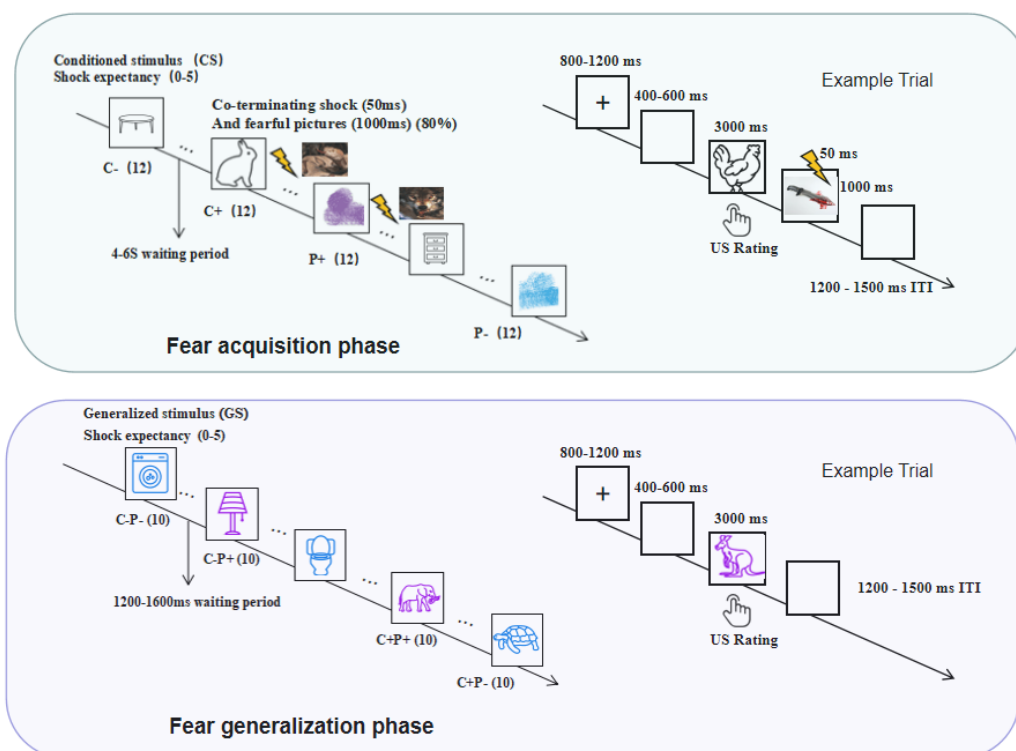 Conditioned stimulus (CS)
Shock expectancy (0-5)
C- (12)
...
Co-terminating shock (50ms)
And fearful pictures (1000ms) (80%)
C+ (12)
...
4-6S waiting period
P+ (12)
...
...
P- (12)
Fear acquisition phase
800-1200 ms
+
400-600 ms
3000 ms
Example Trial
50 ms
1000 ms
US Rating
1200 - 1500 ms ITI
Generalized stimulus (GS)
Shock expectancy (0-5)
C-P- (10)
...
C-P+ (10)
...
1200-1600ms waiting period
...
C+P+ (10)
...
C+P- (10)
Fear generalization phase
800-1200 ms
+
400-600 ms
3000 ms
Example Trial
US Rating
1200 - 1500 ms ITI